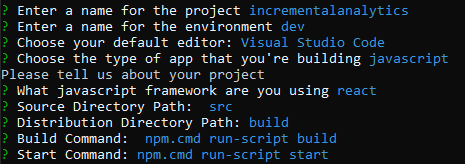 ? Enter a name for the project incrementalanalytics
? Enter a name for the environment dev
? Choose your default editor: Visual Studio Code
? Choose the type of app that you're building javascript
Please tell us about your project
? What javascript framework are you using react
? Source Directory Path:  src
? Distribution Directory Path: build
? Build Command:  npm.cmd run-script build
? Start Command: npm.cmd run-script start